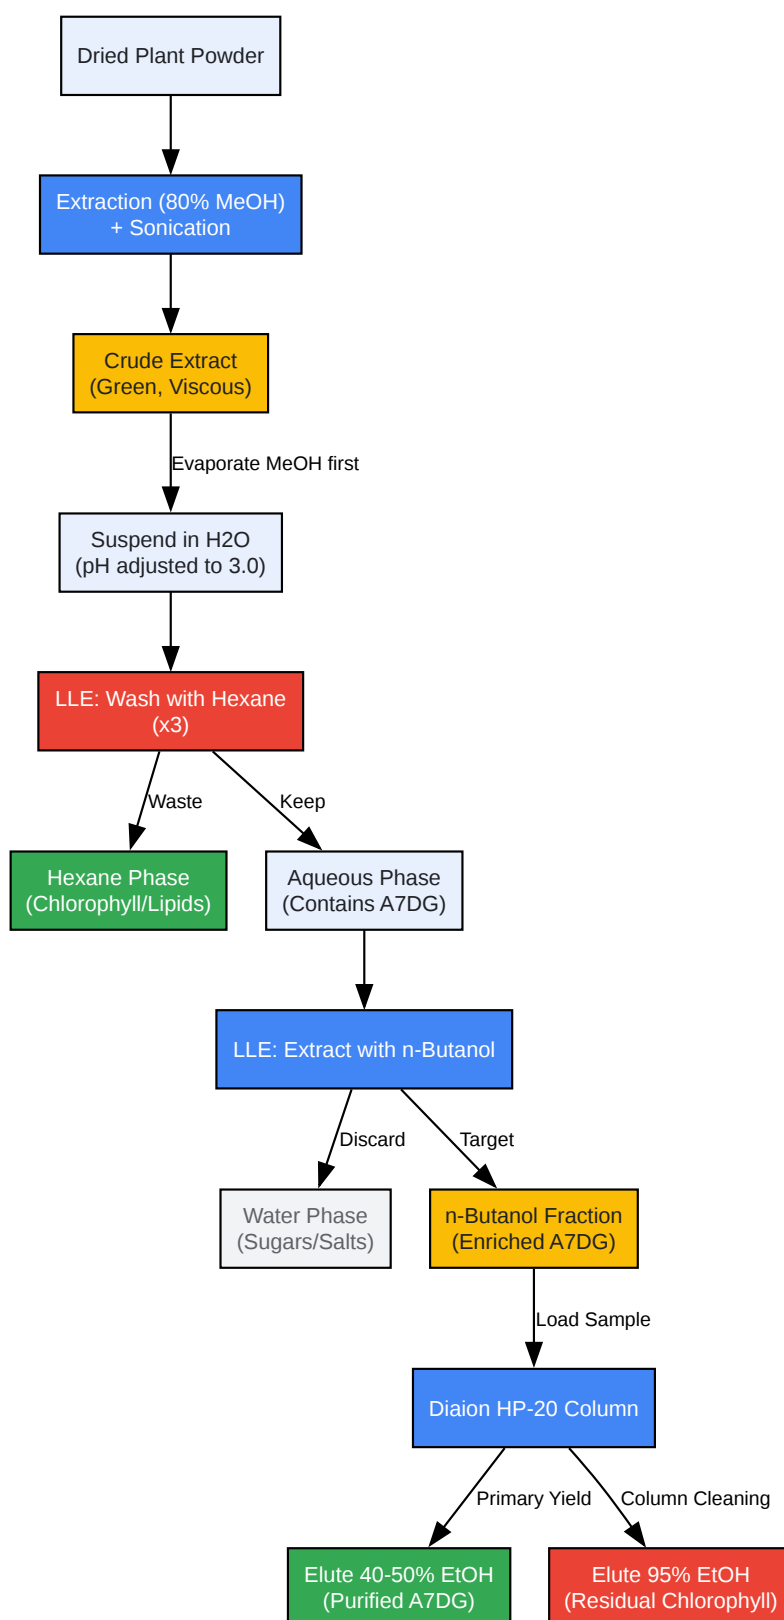 Dried Plant Powder
Extraction (80% MeOH)
+ Sonication
Crude Extract
(Green, Viscous)
Evaporate MeOH first
Suspend in H2O
(pH adjusted to 3.0)
LLE: Wash with Hexane
(x3)
Waste
Keep
Hexane Phase
(Chlorophyll/Lipids)
Aqueous Phase
(Contains A7DG)
LLE: Extract with n-Butanol
Discard
Target
Water Phase
(Sugars/Salts)
n-Butanol Fraction
(Enriched A7DG)
Load Sample
Diaion HP-20 Column
Primary Yield
Column Cleaning
Elute 40-50% EtOH
(Purified A7DG)
Elute 95% EtOH
(Residual Chlorophyll)